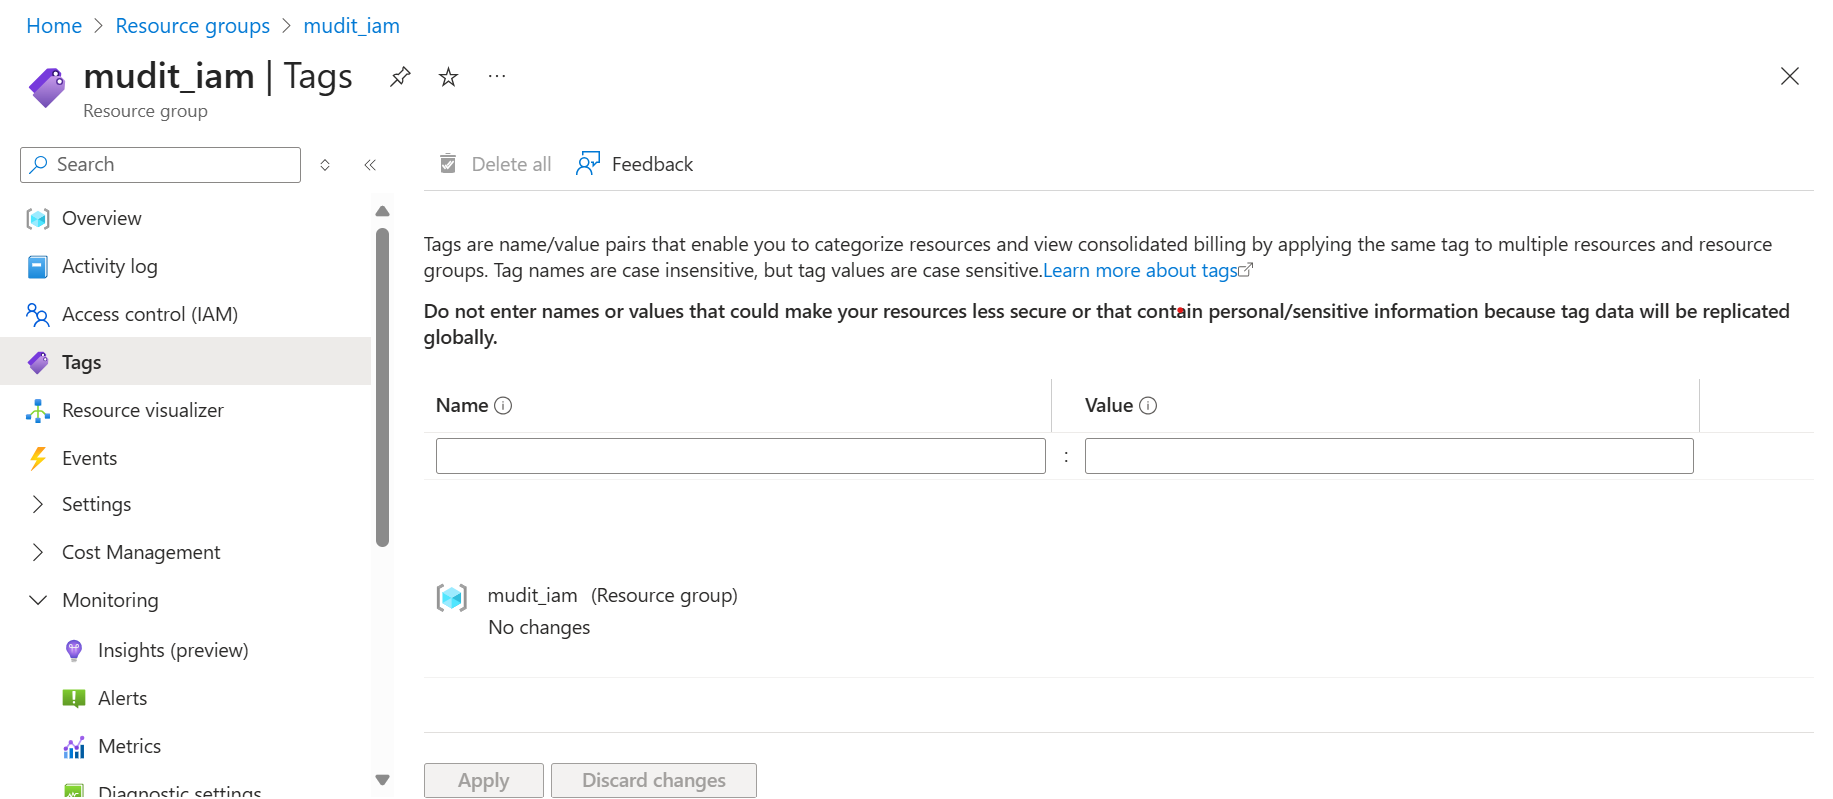 Home > Resource groups > mudit_iam
mudit_iam | Tags
Resource group
Search
Overview
Activity log
Access control (IAM)
Tags
Resource visualizer
Events
Settings
Cost Management
Monitoring
Insights (preview)
Alerts
Metrics
Diagnostic settings
Delete all
Feedback
Tags are name/value pairs that enable you to categorize resources and view consolidated billing by applying the same tag to multiple resources and resource
groups. Tag names are case insensitive, but tag values are case sensitive.Learn more about tags
Do not enter names or values that could make your resources less secure or that contain personal/sensitive information because tag data will be replicated
globally.
Name
Value
:
mudit_iam (Resource group)
No changes
Apply
Discard changes